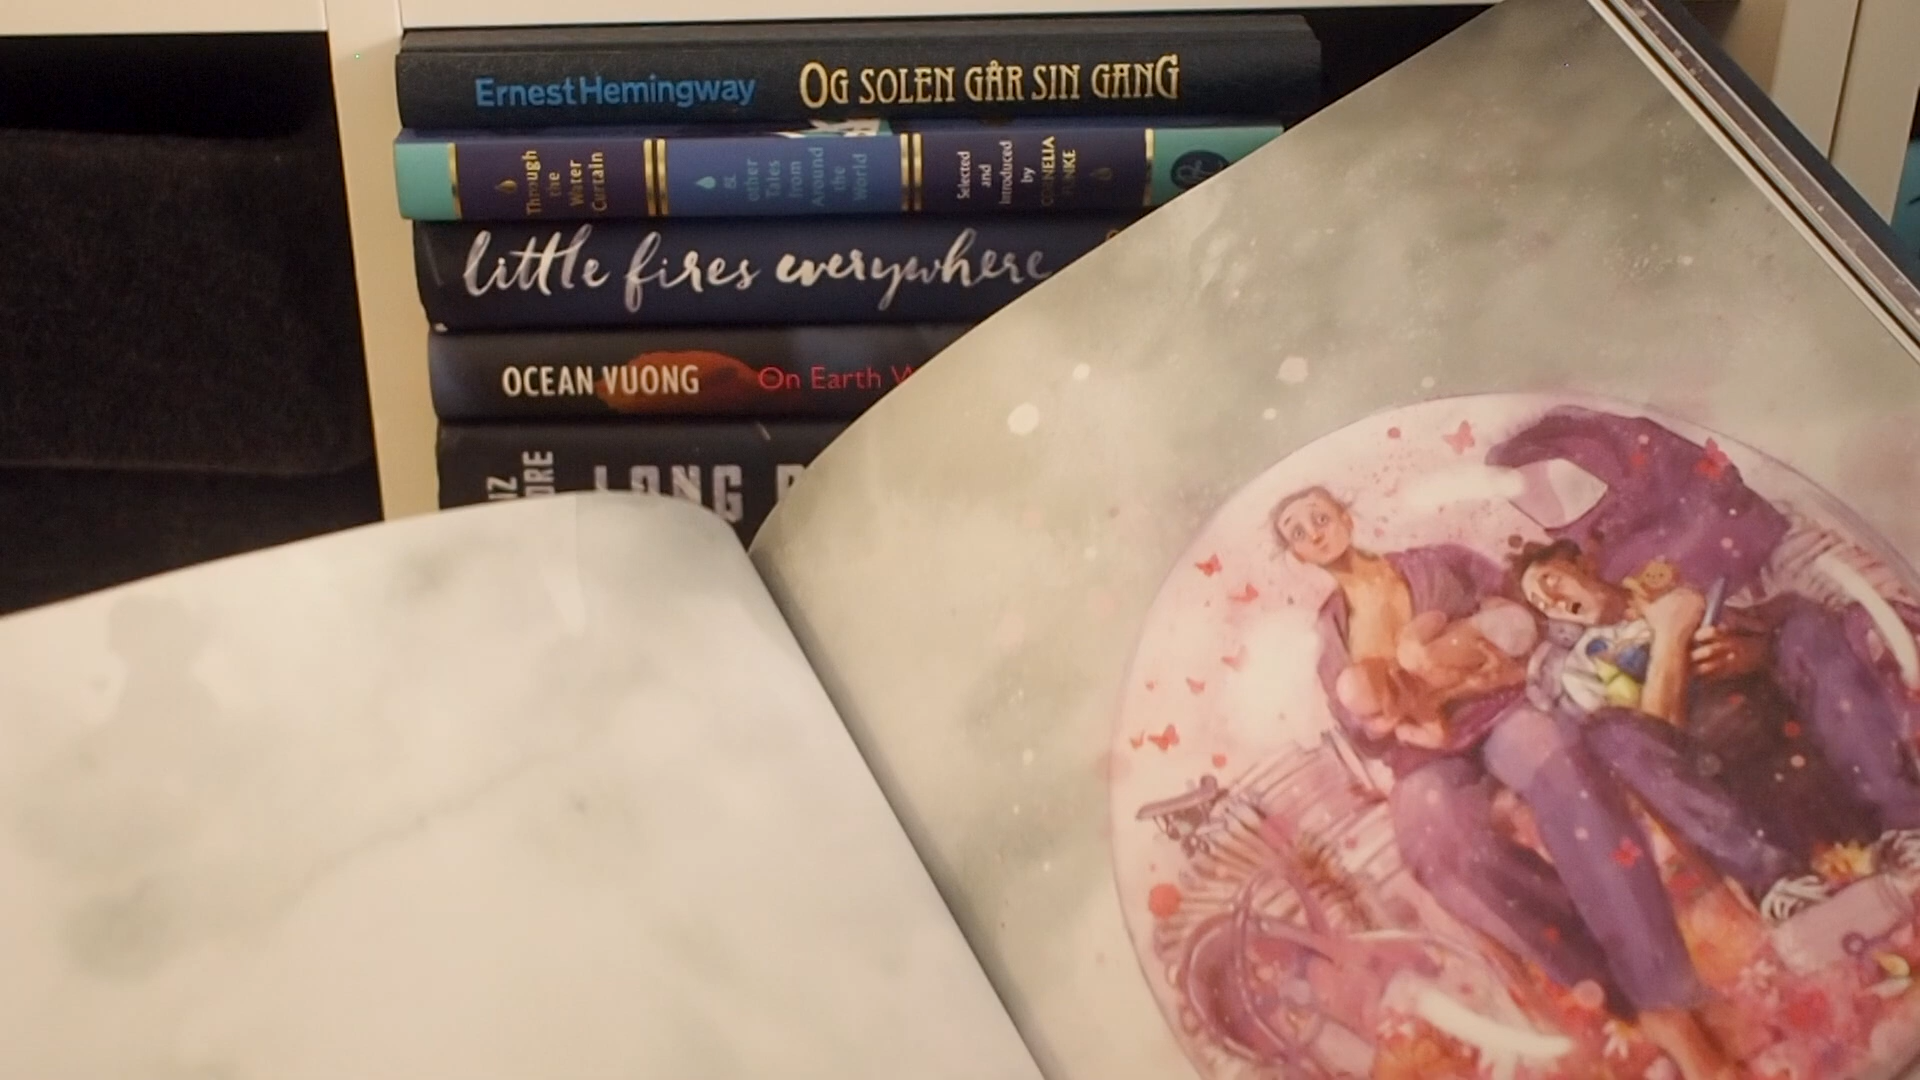 Ernest Hemingway OG SOLEN GÅR SIN GANG
Through
the
Water
Curtain
&
other
Tales
from
Around
the
World
Selected
and
Introduced
by
CORNELIA
FUNKE
little fires everywhere
OCEAN VUONG On Earth
LONG